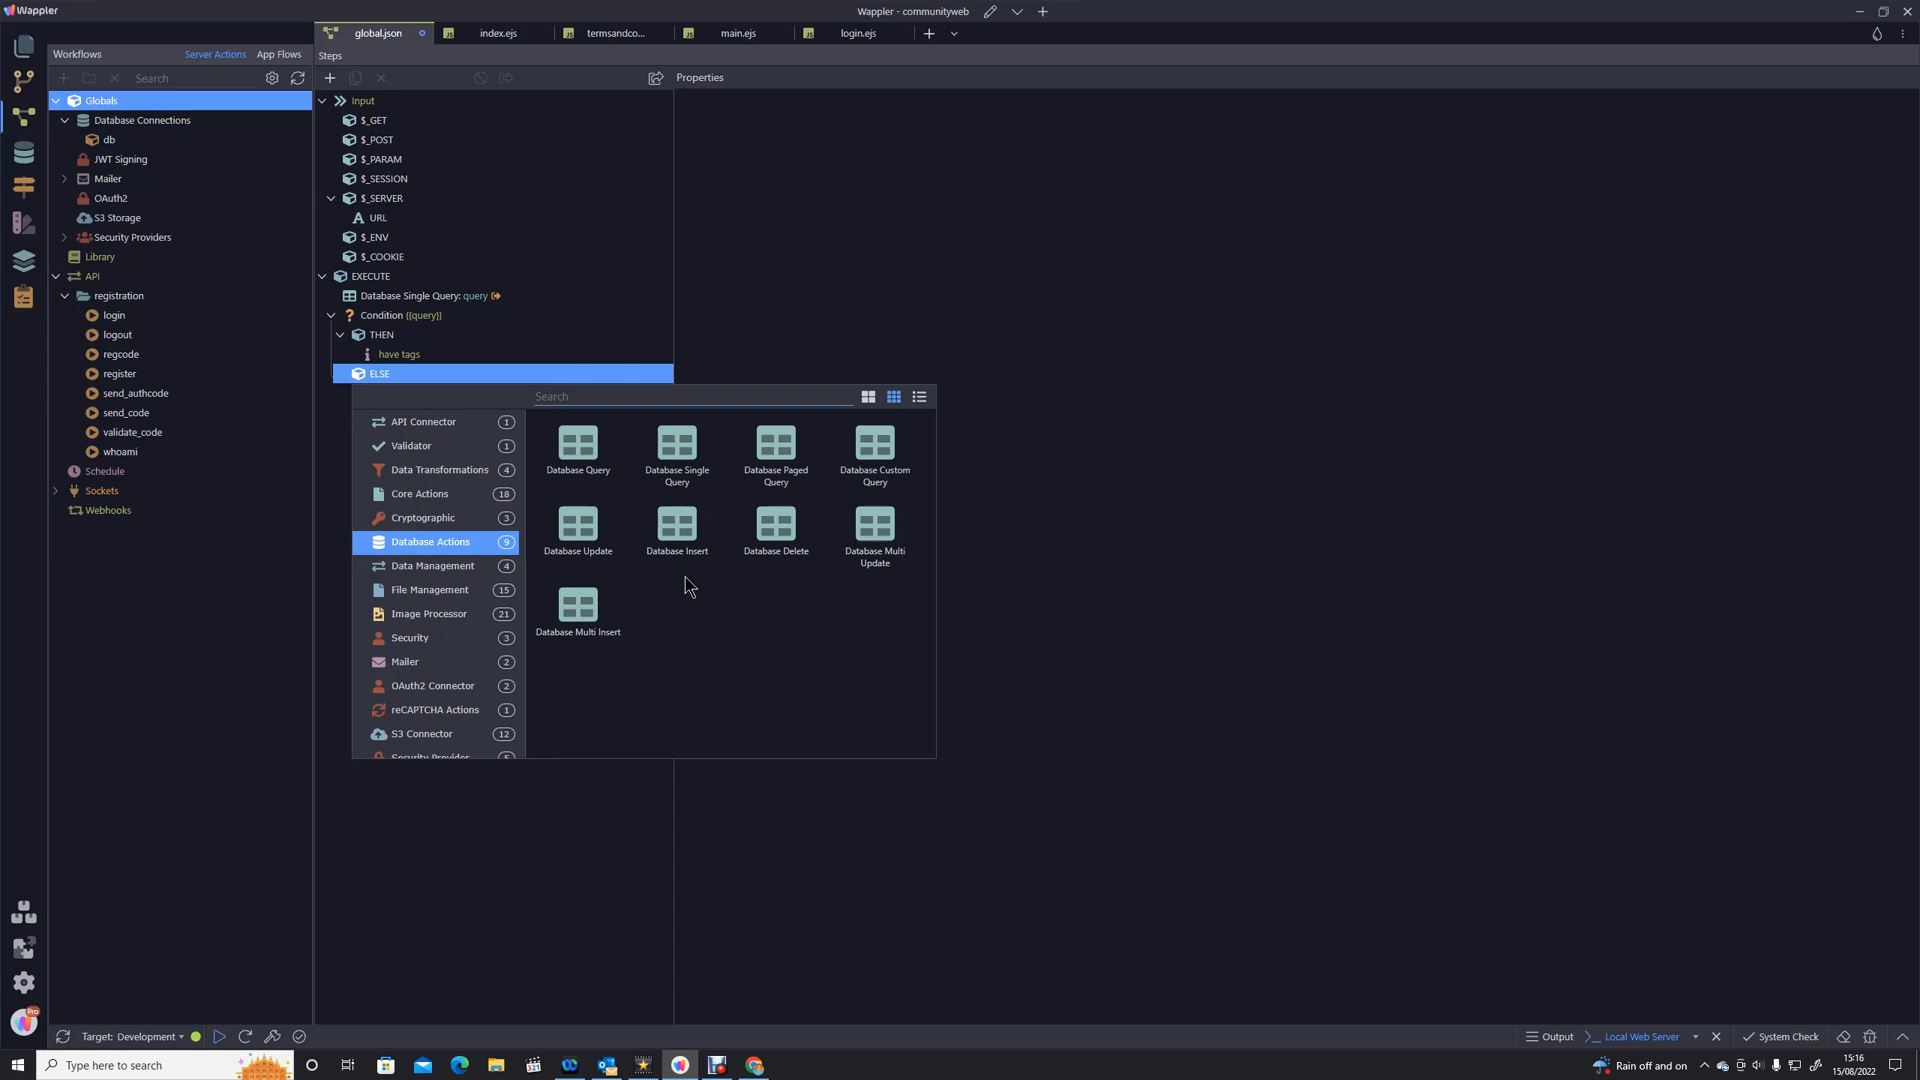 Wappler
Wappler - communityweb
global.json
index.ejs
termsandco...
main.ejs
login.ejs
Workflows
Server Actions
App Flows
Steps
Search
Properties
Globals
Database Connections
db
JWT Signing
Mailer
OAuth2
S3 Storage
Security Providers
Library
API
registration
login
logout
regcode
register
send_authcode
send_code
validate_code
whoami
Schedule
Sockets
Webhooks
Input
$_GET
$_POST
$_PARAM
$_SESSION
$_SERVER
URL
$_ENV
$_COOKIE
EXECUTE
Database Single Query: query
Condition {{query}}
THEN
have tags
ELSE
Search
API Connector 1
Validator 1
Data Transformations 4
Core Actions 18
Cryptographic 3
Database Actions 9
Data Management 4
File Management 15
Image Processor 21
Security 3
Mailer 2
OAuth2 Connector 2
reCAPTCHA Actions 1
S3 Connector 12
Security Provider
Database Query
Database Single
Query
Database Paged
Query
Database Custom
Query
Database Update
Database Insert
Database Delete
Database Multi
Update
Database Multi Insert
Pro
Target: Development
Output
Local Web Server
System Check
Type here to search
Rain off and on
15:16
15/08/2022